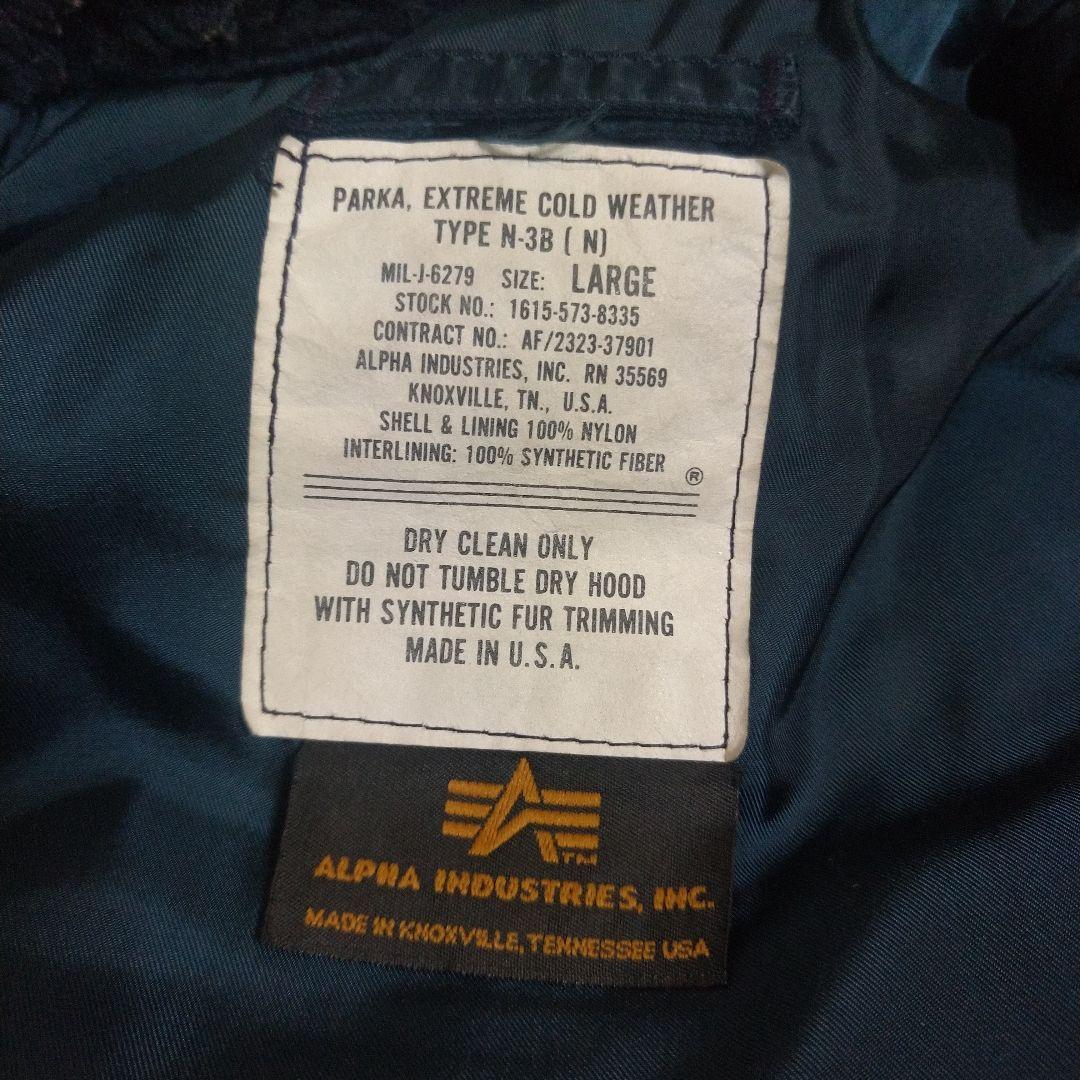 PARKA, EXTREME COLD WEATHER
TYPE N-3B ( N)
MIL-J-6279 SIZE: LARGE
STOCK NO.: 1615-573-8335
CONTRACT NO.: AF/2323-37901
ALPHA INDUSTRIES, INC. RN 35569
KNOXVILLE, TN., U.S.A.
SHELL & LINING 100% NYLON
INTERLINING: 100% SYNTHETIC FIBER
®
DRY CLEAN ONLY
DO NOT TUMBLE DRY HOOD
WITH SYNTHETIC FUR TRIMMING
MADE IN U.S.A.
TM
ALPHA INDUSTRIES, INC.
MADE IN KNOXVILLE, TENNESSEE USA